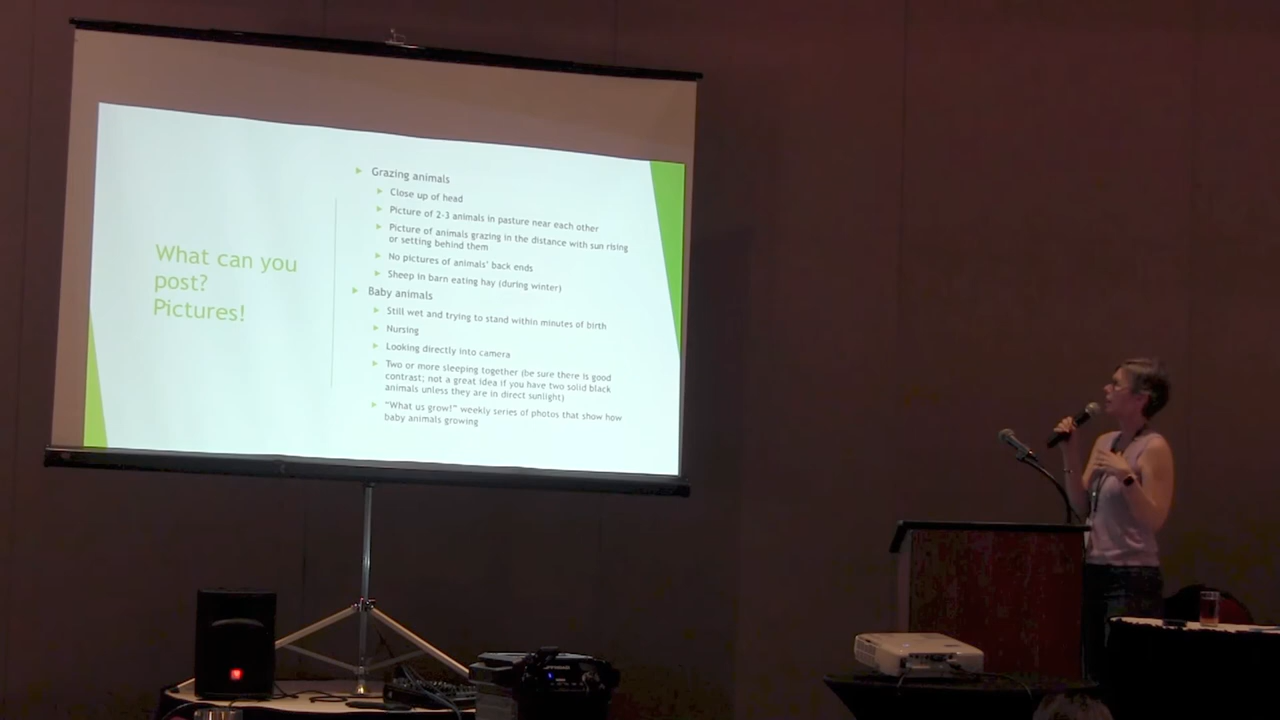 What can you
post?
Pictures!
Grazing animals
Close up of head
Picture of 2-3 animals in pasture near each other
Picture of animals grazing in the distance with sun rising
or setting behind them
No pictures of animals' back ends
Sheep in barn eating hay (during winter)
Baby animals
Still wet and trying to stand within minutes of birth
Nursing
Looking directly into camera
Two or more sleeping together (be sure there is good
contrast; not a great idea if you have two solid black
animals unless they are in direct sunlight)
"What us grow!" weekly series of photos that show how
baby animals growing